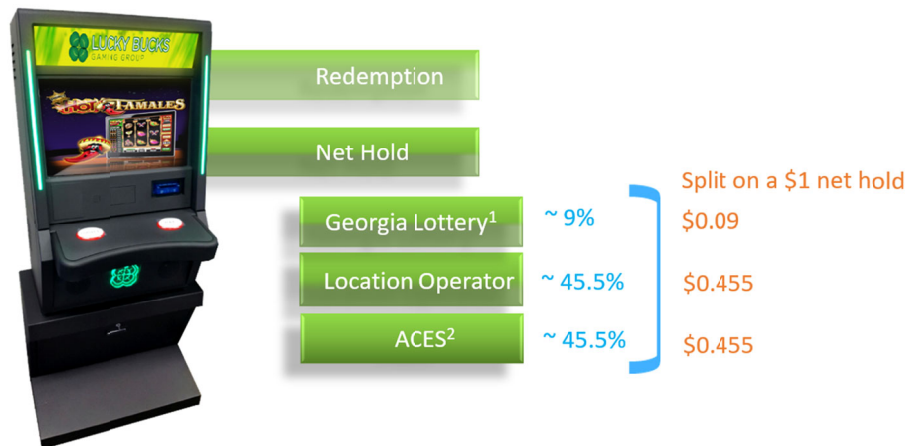 LUCKY BUCKS
GAMING GROUP
HOT TAMALES
Redemption
Net Hold
Split on a $1 net hold
Georgia Lottery¹ ~ 9% $0.09
Location Operator ~ 45.5% $0.455
ACES² ~ 45.5% $0.455